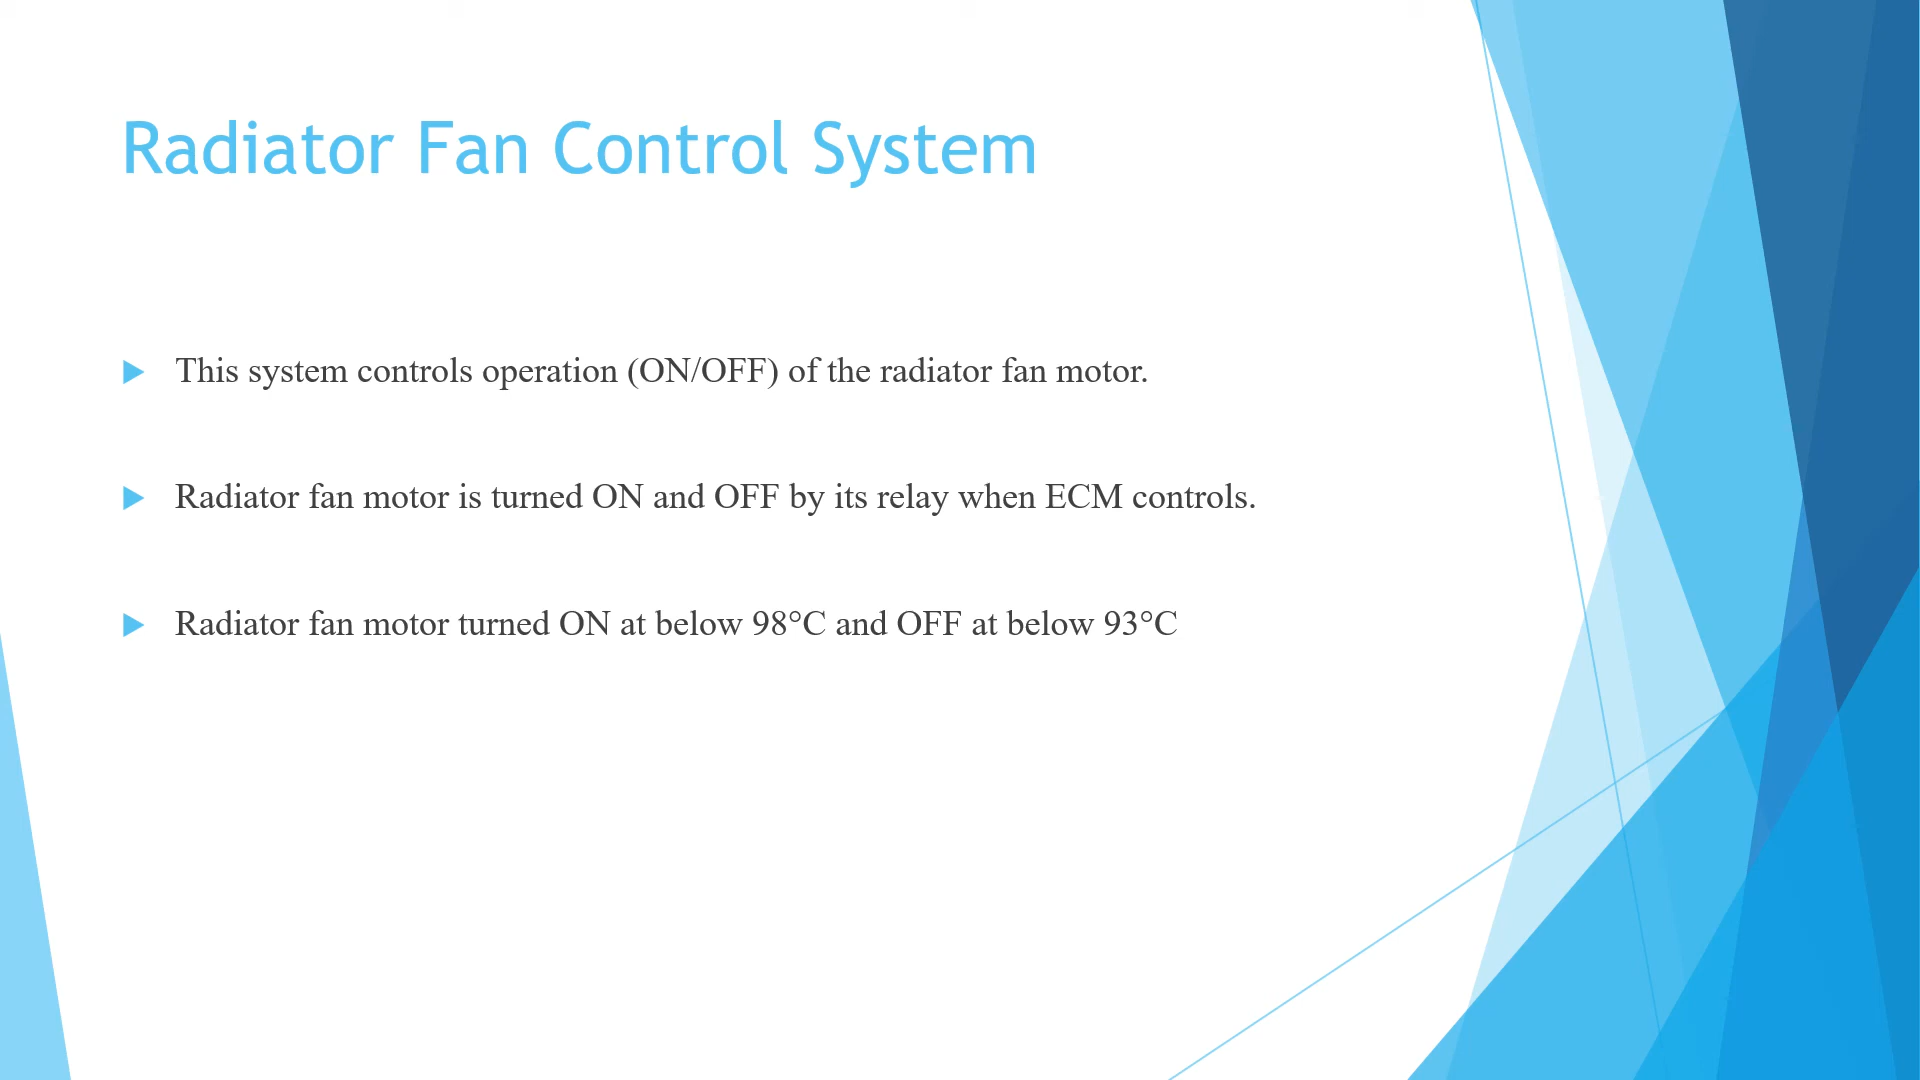 Radiator Fan Control System
This system controls operation (ON/OFF) of the radiator fan motor.
Radiator fan motor is turned ON and OFF by its relay when ECM controls.
Radiator fan motor turned ON at below 98°C and OFF at below 93°C